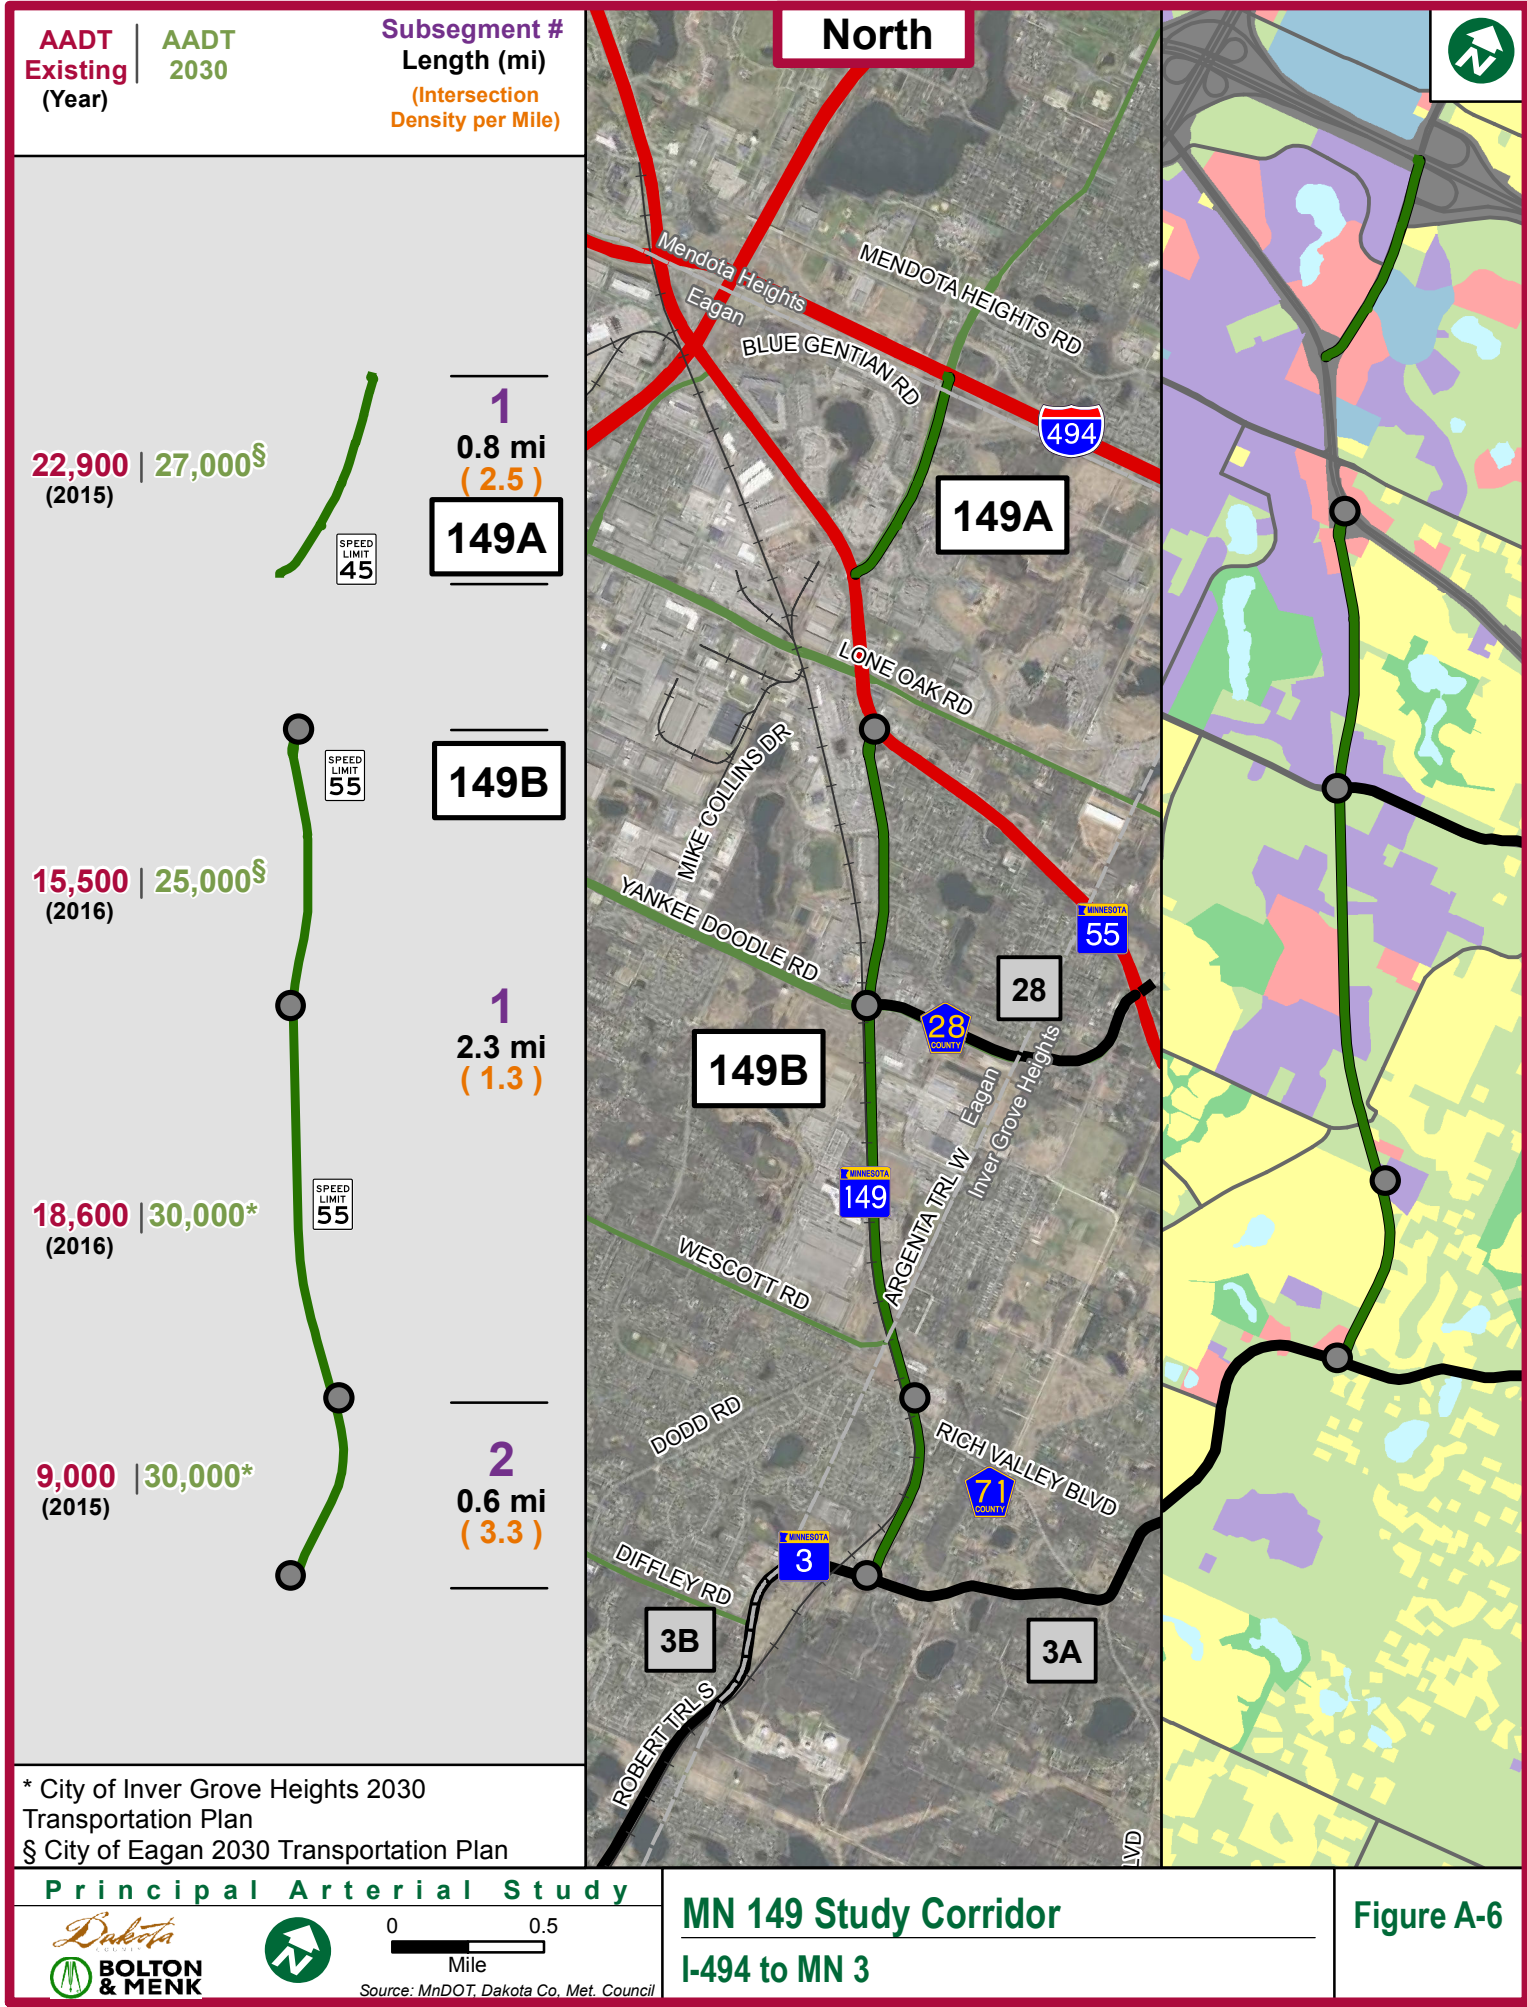 AADT
Existing
(Year)
AADT
2030
Subsegment #
Length (mi)
(Intersection
Density per Mile)
22,900 | 27,000§
(2015)
SPEED
LIMIT
45
1
0.8 mi
( 2.5 )
149A
SPEED
LIMIT
55
149B
15,500 | 25,000§
(2016)
1
2.3 mi
( 1.3 )
18,600 | 30,000*
(2016)
SPEED
LIMIT
55
9,000 | 30,000*
(2015)
2
0.6 mi
( 3.3 )
* City of Inver Grove Heights 2030
Transportation Plan
§ City of Eagan 2030 Transportation Plan
North
Mendota Heights
Eagan
MENDOTA HEIGHTS RD
BLUE GENTIAN RD
494
149A
LONE OAK RD
MIKE COLLINS DR
YANKEE DOODLE RD
MINNESOTA
55
28
28
COUNTY
149B
Eagan
Inver Grove Heights
MINNESOTA
149
ARGENTA TRL W
WESCOTT RD
DODD RD
RICH VALLEY BLVD
71
COUNTY
MINNESOTA
3
DIFFLEY RD
3B
3A
ROBERT TRL S
LVD
N
Principal Arterial Study
Dakota
COUNTY
BOLTON
& MENK
N
0 0.5
Mile
Source: MnDOT, Dakota Co, Met. Council
MN 149 Study Corridor
I-494 to MN 3
Figure A-6